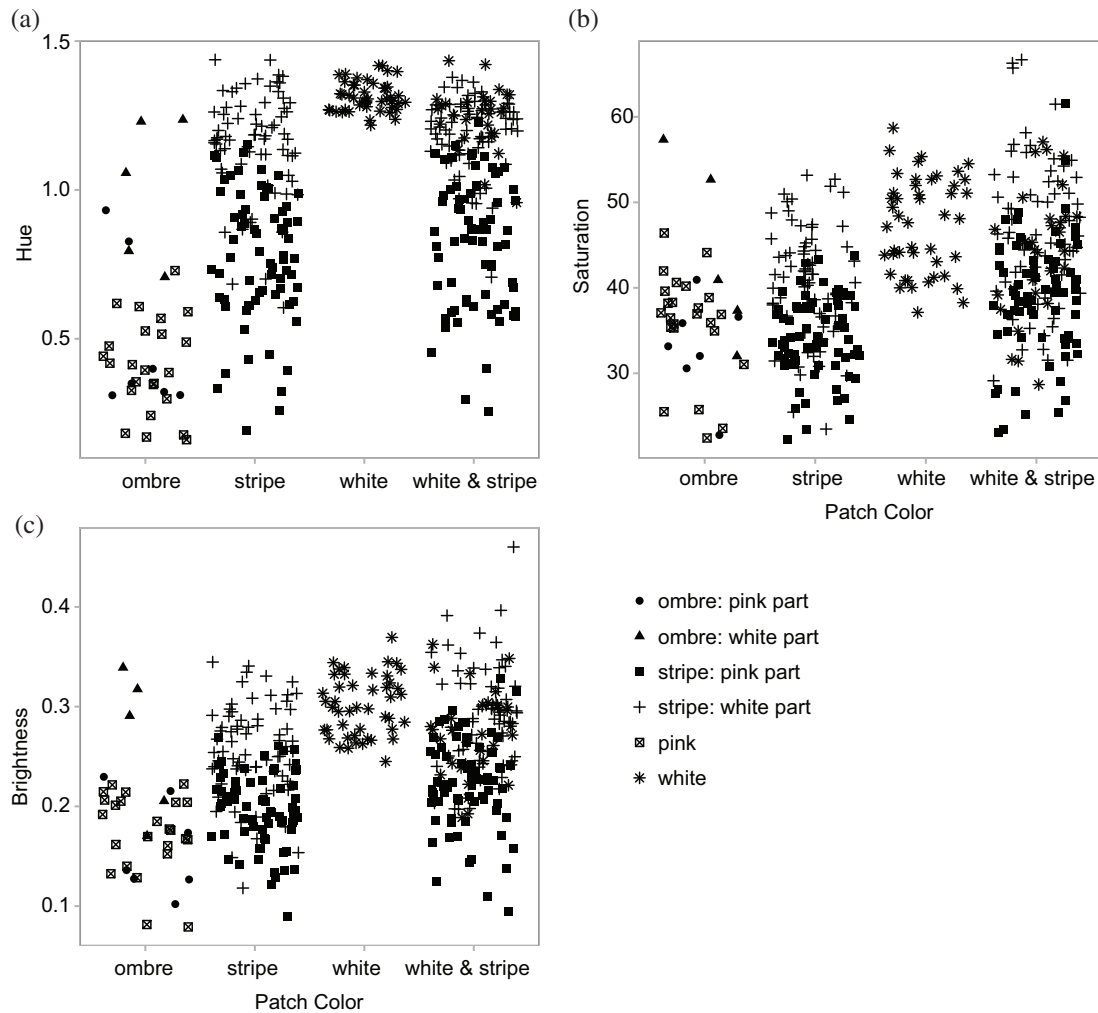 (a)
Hue
1.5
1.0
0.5
ombre stripe white white & stripe
(b)
Saturation
60
50
40
30
ombre stripe white white & stripe
Patch Color
(c)
Brightness
0.4
0.3
0.2
0.1
ombre stripe white white & stripe
Patch Color
ombre: pink part
ombre: white part
stripe: pink part
stripe: white part
pink
white